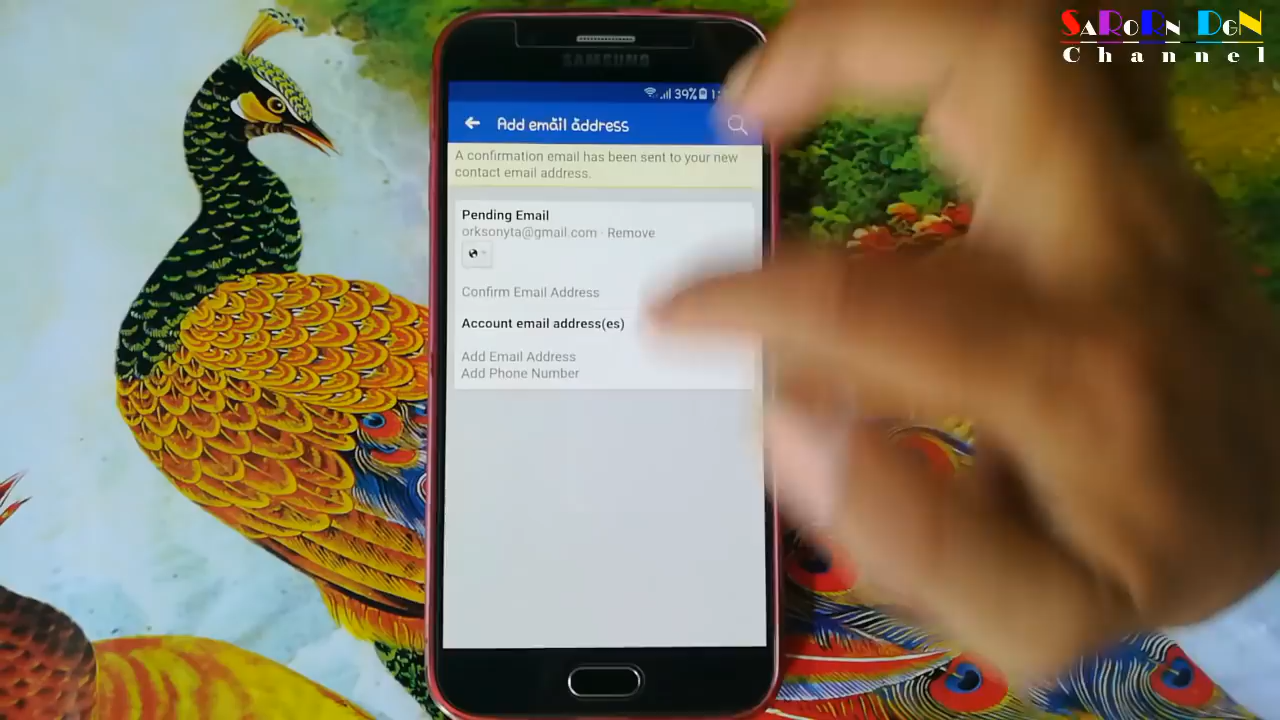 SaRoRn DgN
Channel
SAMSUNG
39%
Add email address
A confirmation email has been sent to your new
contact email address.
Pending Email
orksonyta@gmail.com · Remove
Confirm Email Address
Account email address(es)
Add Email Address
Add Phone Number